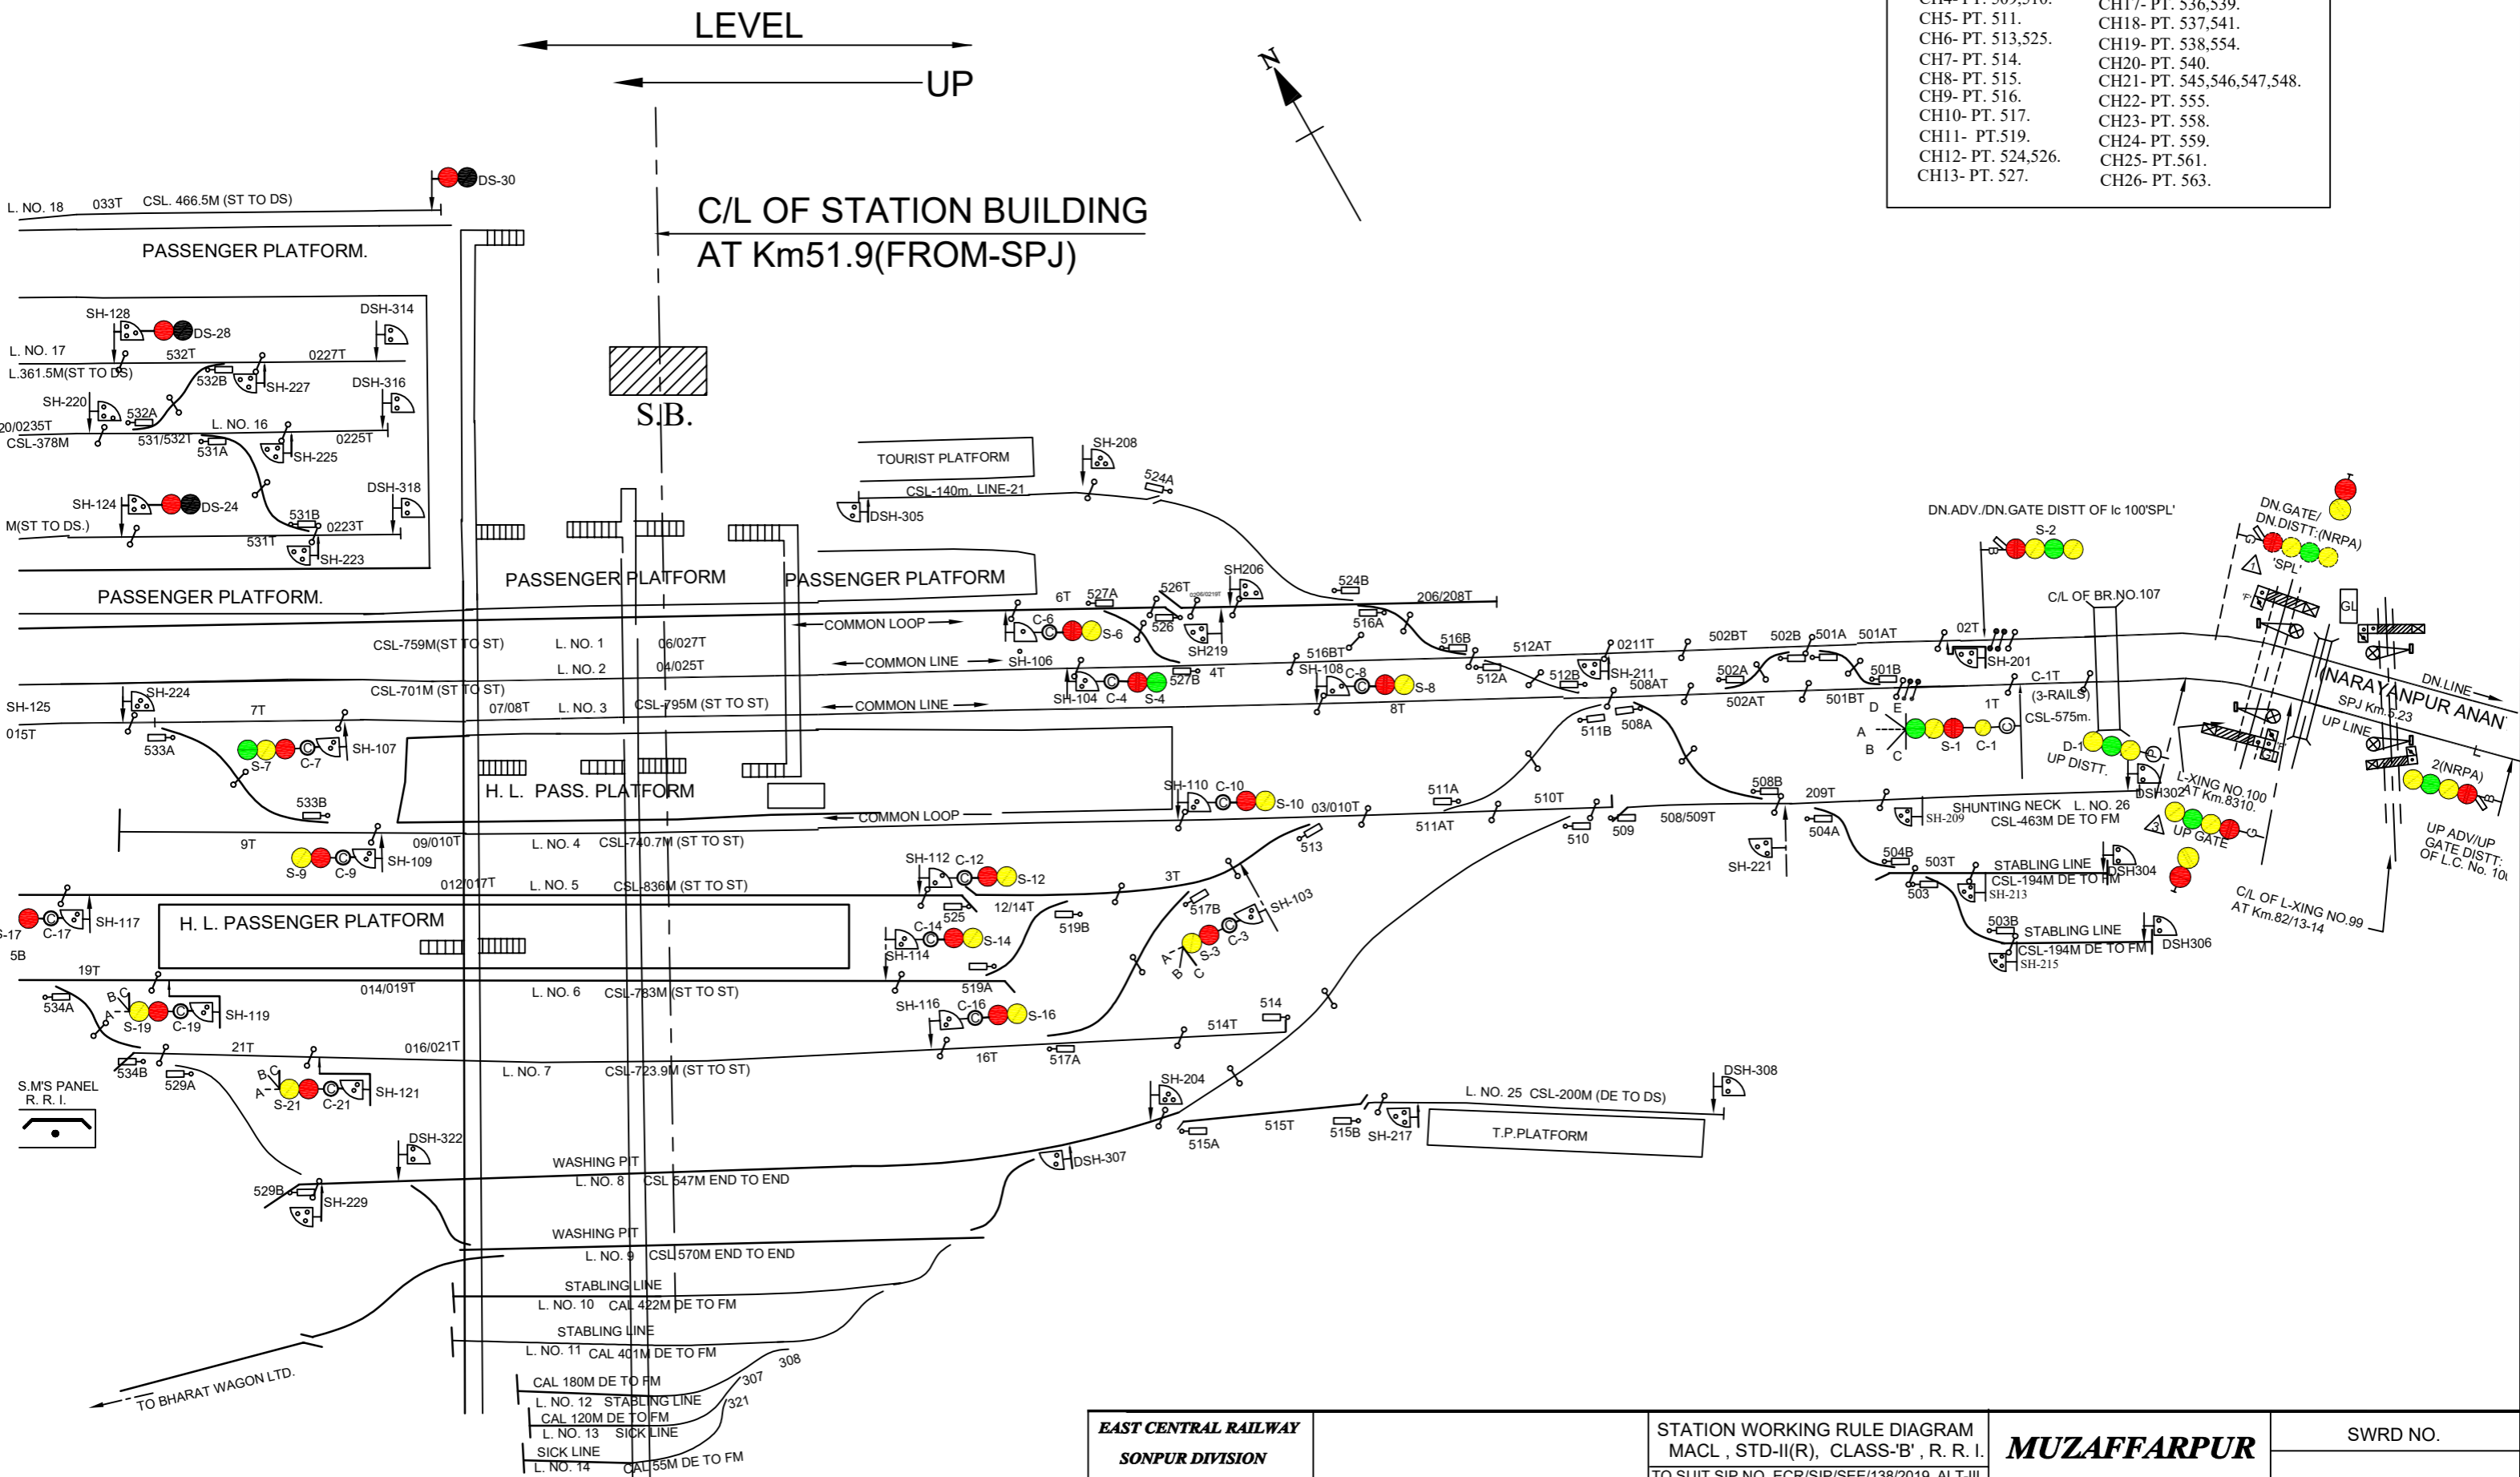 LEVEL
UP
N
C/L OF STATION BUILDING
AT Km51.9(FROM-SPJ)
S.B.
CH5- PT. 511.
CH6- PT. 513,525.
CH7- PT. 514.
CH8- PT. 515.
CH9- PT. 516.
CH10- PT. 517.
CH11- PT.519.
CH12- PT. 524,526.
CH13- PT. 527.
CH17- PT. 536,539.
CH18- PT. 537,541.
CH19- PT. 538,554.
CH20- PT. 540.
CH21- PT. 545,546,547,548.
CH22- PT. 555.
CH23- PT. 558.
CH24- PT. 559.
CH25- PT.561.
CH26- PT. 563.
L. NO. 18 033T CSL. 466.5M (ST TO DS)
DS-30
PASSENGER PLATFORM.
SH-128 DS-28 DSH-314
L. NO. 17 532T 0227T
L.361.5M(ST TO DS) 532B SH-227
DSH-316
SH-220 532A L. NO. 16
20/0235T 531/532T 0225T
CSL-378M 531A SH-225
SH-124 DS-24 DSH-318
M(ST TO DS.) 531B 0223T
531T SH-223
PASSENGER PLATFORM.
PASSENGER PLATFORM
PASSENGER PLATFORM
TOURIST PLATFORM
SH-208
524A
CSL-140m. LINE-21
DSH-305
6T 527A 526T SH206 524B 206/208T
C-6 S-6 526 SH219 516A 516B
SH-106
CSL-759M(ST TO ST) L. NO. 1 06/027T COMMON LOOP
L. NO. 2 04/025T COMMON LINE
CSL-701M (ST TO ST)
SH-104 C-4 S-4 527B 4T
516BT SH-108 C-8 S-8 8T
512AT 512A 512B 0211T SH-211 508AT
502BT 502B 501A 501AT 02T
502A 501B 502AT 501BT
SH-201 C-1T
(3-RAILS)
SH-125 SH-224
015T 7T 07/08T L. NO. 3 CSL-795M (ST TO ST) COMMON LINE
533A S-7 C-7 SH-107
533B
511B 508A
D E
A
B C
S-1 C-1 1T CSL-575m.
D-1
UP DISTT.
DN.ADV./DN.GATE DISTT OF lc 100'SPL'
S-2
C/L OF BR.NO.107
DN.GATE/
DN.DISTT:(NRPA)
'SPL'
1
G
GL
DN.LINE
(NARAYANPUR ANAN
SPJ Km.5.23
UP LINE
2(NRPA)
UP ADV/UP
GATE DISTT:
L-XING NO.100
AT Km.8310.
3
UP GATE
C/L OF L-XING NO.99
AT Km.82/13-14
H. L. PASS. PLATFORM
SH-110 C-10 S-10 03/010T 511A 510T
COMMON LOOP
511AT 510 509 508/509T 508B 209T
9T 09/010T L. NO. 4 CSL-740.7M (ST TO ST)
S-9 C-9 SH-109
513
SHUNTING NECK L. NO. 26
CSL-463M DE TO FM
DSH302
SH-209
504A
SH-221
504B 503T STABLING LINE
CSL-194M DE TO FM
DSH304
503 SH-213
503B STABLING LINE
CSL-194M DE TO FM
DSH306
SH-215
012/017T L. NO. 5 CSL-836M (ST TO ST)
SH-112 C-12 S-12 3T
525 12/14T
519B 517B SH-103
C-17 SH-117
5B
H. L. PASSENGER PLATFORM
C-14 S-14
SH-114
A
B C
S-3 C-3
19T 014/019T L. NO. 6 CSL-783M (ST TO ST)
519A
534A B C
A
S-19 C-19 SH-119
SH-116 C-16 S-16 514
514T
16T 517A
21T 016/021T L. NO. 7 CSL-723.9M (ST TO ST)
534B 529A B C
A
S-21 C-21 SH-121
S.M'S PANEL
R. R. I.
SH-204
L. NO. 25 CSL-200M (DE TO DS) DSH-308
515A 515T 515B SH-217 T.P.PLATFORM
DSH-322
WASHING PIT DSH-307
L. NO. 8 CSL 547M END TO END
529B SH-229
WASHING PIT
L. NO. 9 CSL 570M END TO END
STABLING LINE
L. NO. 10 CAL 422M DE TO FM
STABLING LINE
L. NO. 11 CAL 401M DE TO FM
308
CAL 180M DE TO FM 307
L. NO. 12 STABLING LINE 321
CAL 120M DE TO FM
L. NO. 13 SICK LINE
SICK LINE
L. NO. 14 CAL 55M DE TO FM
TO BHARAT WAGON LTD.
EAST CENTRAL RAILWAY
SONPUR DIVISION
STATION WORKING RULE DIAGRAM
MACL , STD-II(R), CLASS-'B' , R. R. I.
TO SUIT SIP NO. ECR/SIP/SEE/138/2019, ALT-III
MUZAFFARPUR
SWRD NO.